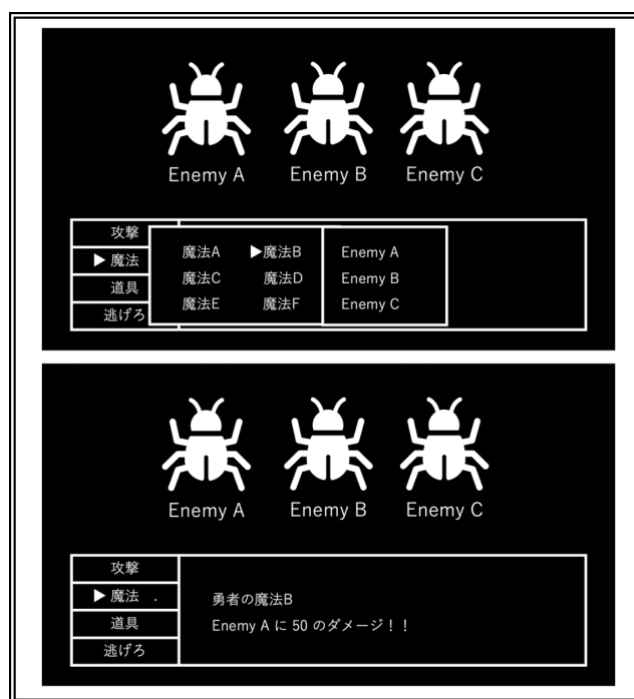 Enemy A Enemy B Enemy C
攻撃
▶魔法
道具
逃げろ
魔法A ▶魔法B
魔法C 魔法D
魔法E 魔法F
Enemy A
Enemy B
Enemy C
Enemy A Enemy B Enemy C
攻撃
▶魔法 .
道具
逃げろ
勇者の魔法B
Enemy A に 50 のダメージ！！